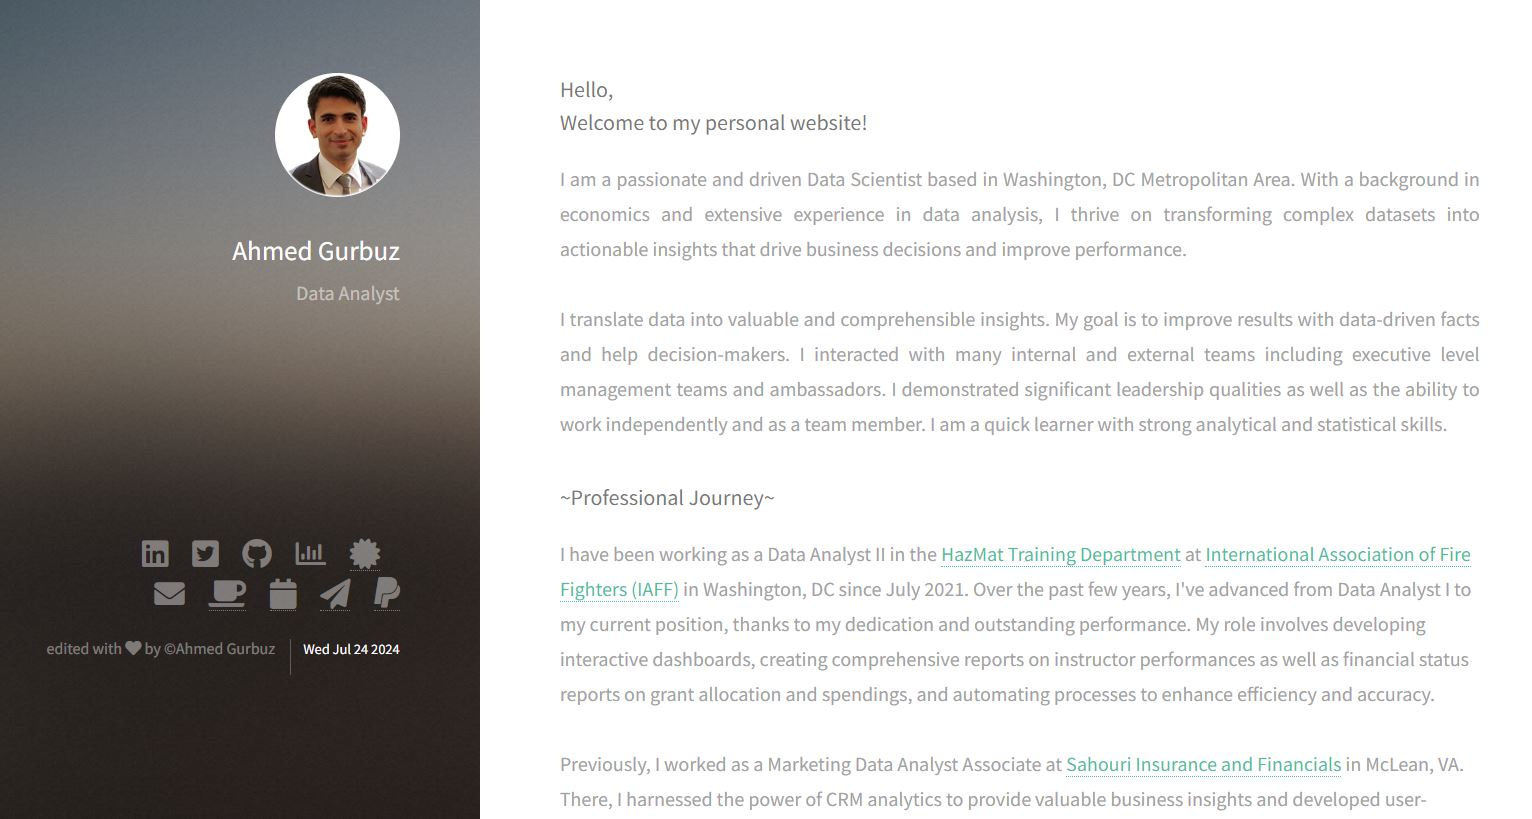 Ahmed Gurbuz
Data Analyst
edited with by ©Ahmed Gurbuz
Wed Jul 24 2024
Hello,
Welcome to my personal website!
I am a passionate and driven Data Scientist based in Washington, DC Metropolitan Area. With a background in
economics and extensive experience in data analysis, I thrive on transforming complex datasets into
actionable insights that drive business decisions and improve performance.
I translate data into valuable and comprehensible insights. My goal is to improve results with data-driven facts
and help decision-makers. I interacted with many internal and external teams including executive level
management teams and ambassadors. I demonstrated significant leadership qualities as well as the ability to
work independently and as a team member. I am a quick learner with strong analytical and statistical skills.
~Professional Journey~
I have been working as a Data Analyst II in the HazMat Training Department at International Association of Fire
Fighters (IAFF) in Washington, DC since July 2021. Over the past few years, I've advanced from Data Analyst I to
my current position, thanks to my dedication and outstanding performance. My role involves developing
interactive dashboards, creating comprehensive reports on instructor performances as well as financial status
reports on grant allocation and spendings, and automating processes to enhance efficiency and accuracy.
Previously, I worked as a Marketing Data Analyst Associate at Sahouri Insurance and Financials in McLean, VA.
There, I harnessed the power of CRM analytics to provide valuable business insights and developed user-